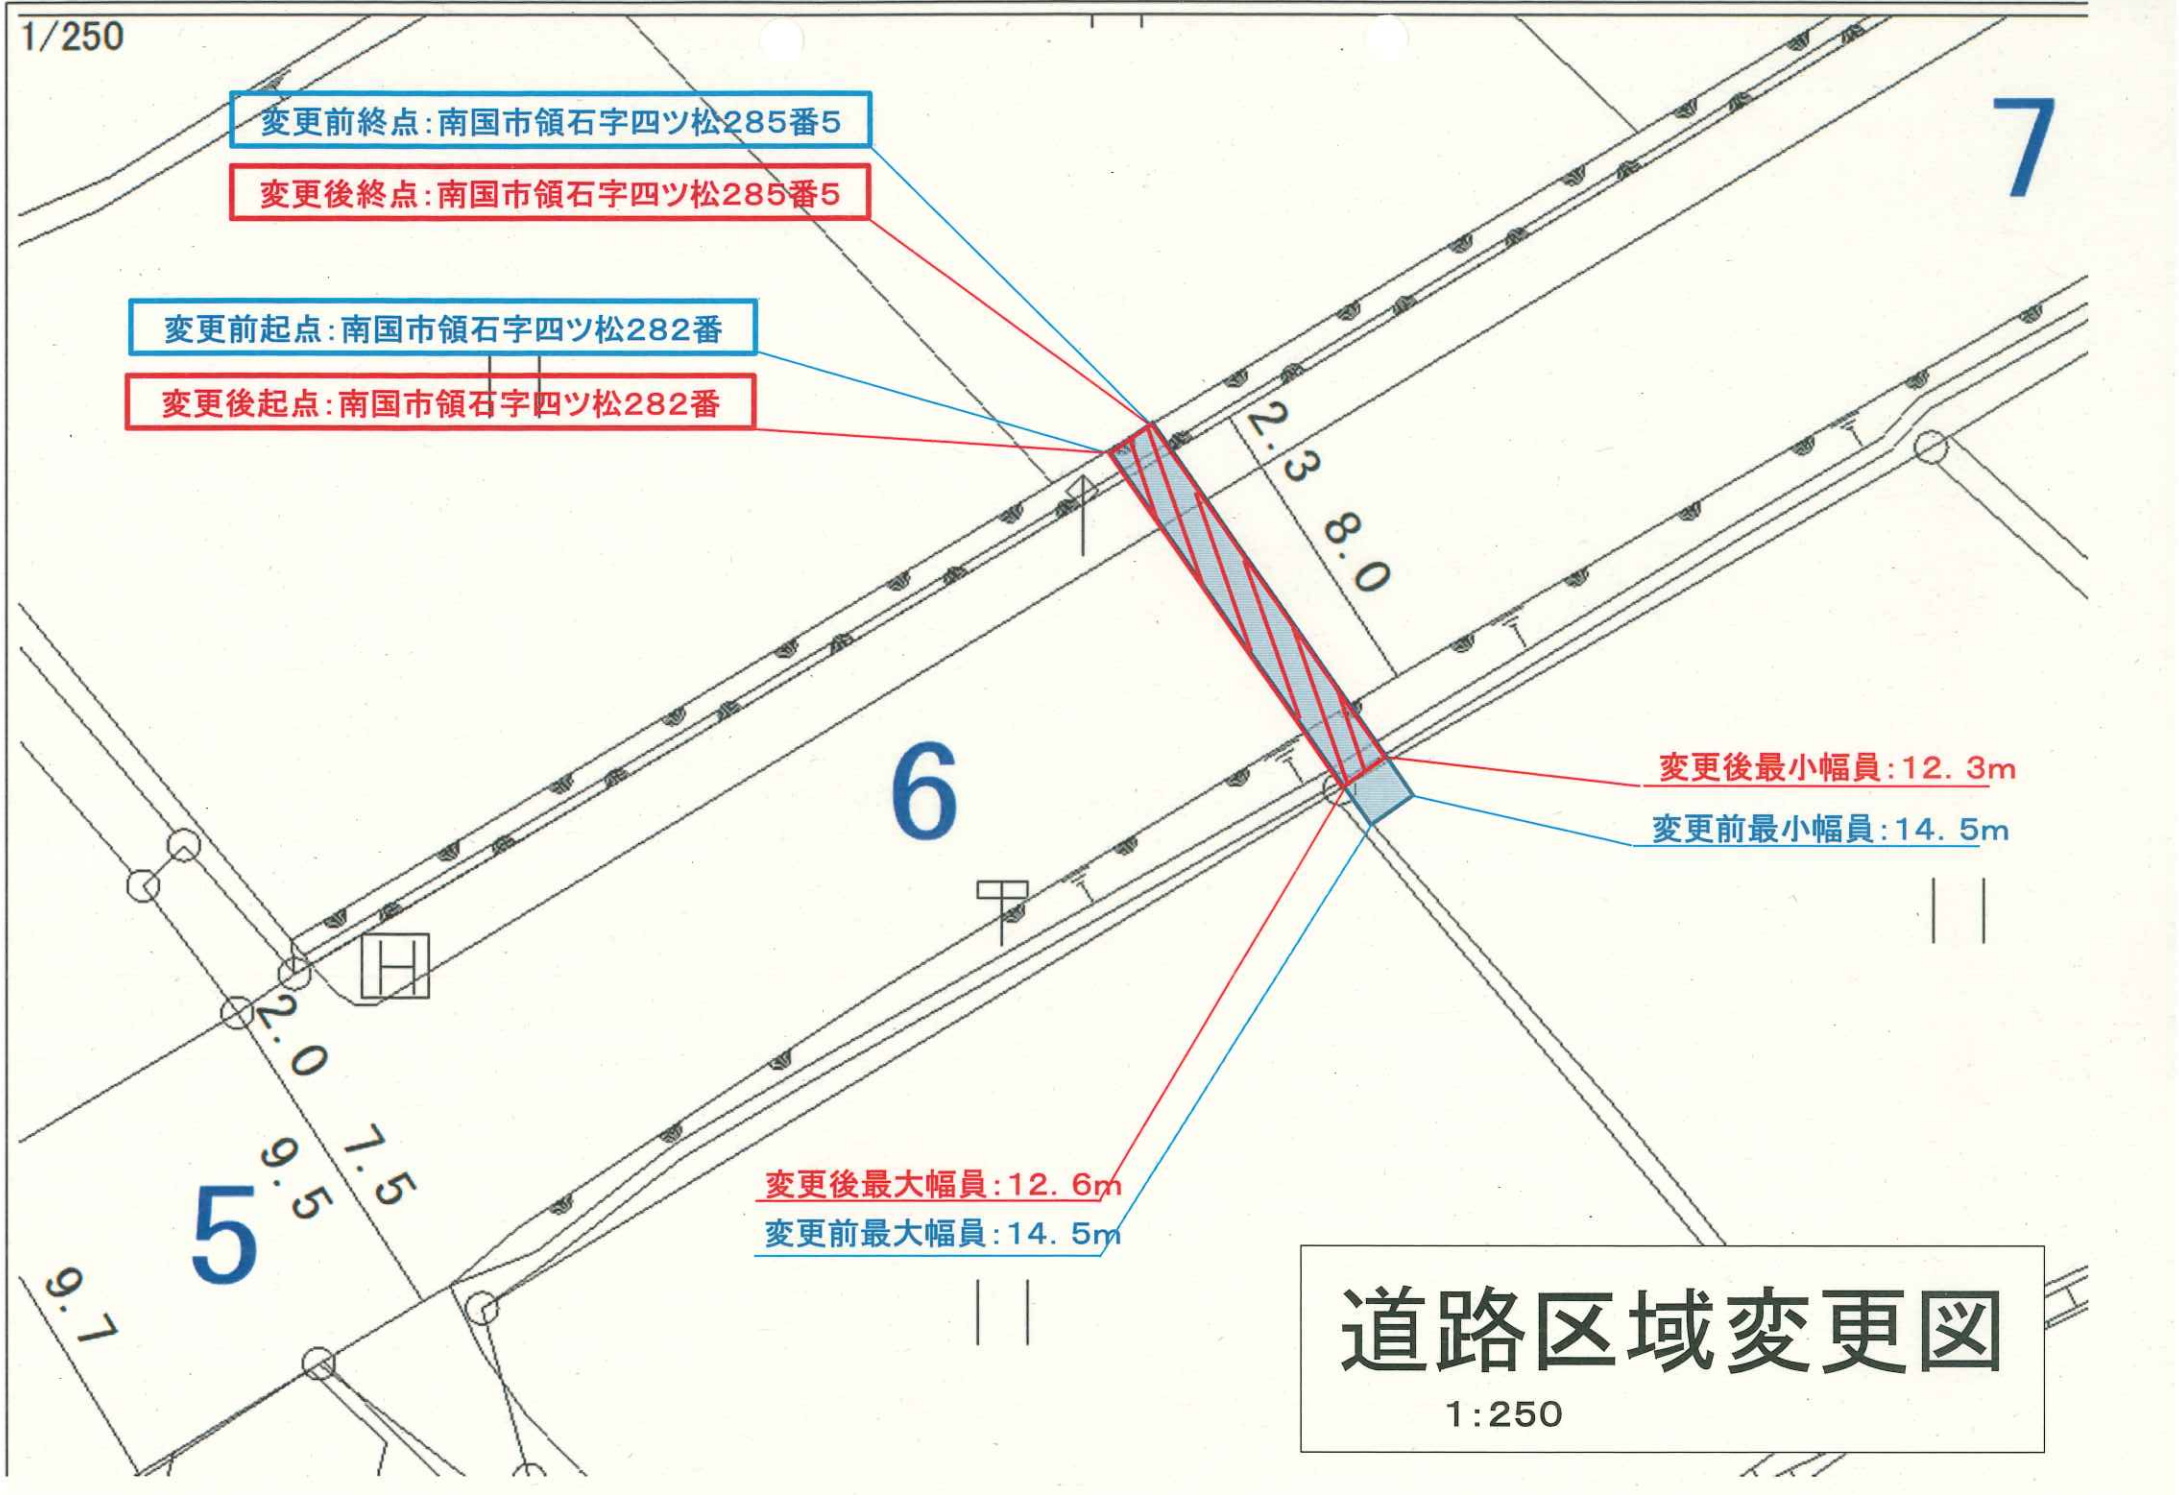 1/250
変更前終点:南国市領石字四ツ松285番5
変更後終点:南国市領石字四ツ松285番5
7
変更前起点:南国市領石字四ツ松282番
変更後起点:南国市領石字四ツ松282番
2.3
8.0
6
変更後最小幅員:12.3m
変更前最小幅員:14.5m
H
2.0
7.5
9.5
5
9.7
変更後最大幅員:12.6m
変更前最大幅員:14.5m
道路区域変更図
1:250